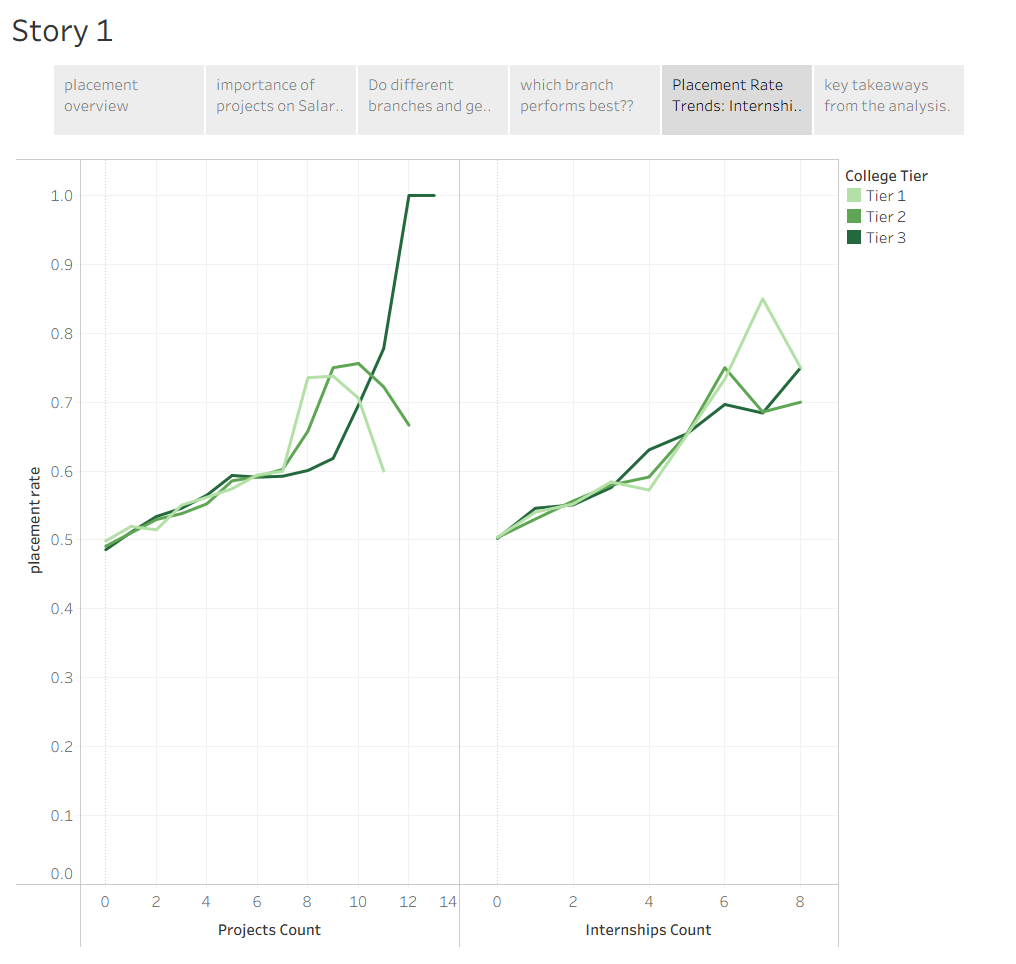 Story 1
placement
overview
importance of
projects on Salar..
Do different
branches and ge..
which branch
performs best??
Placement Rate
Trends: Internshi..
key takeaways
from the analysis.
College Tier
Tier 1
Tier 2
Tier 3
placement rate
1.0
0.9
0.8
0.7
0.6
0.5
0.4
0.3
0.2
0.1
0.0
0 2 4 6 8 10 12 14
0 2 4 6 8
Projects Count
Internships Count